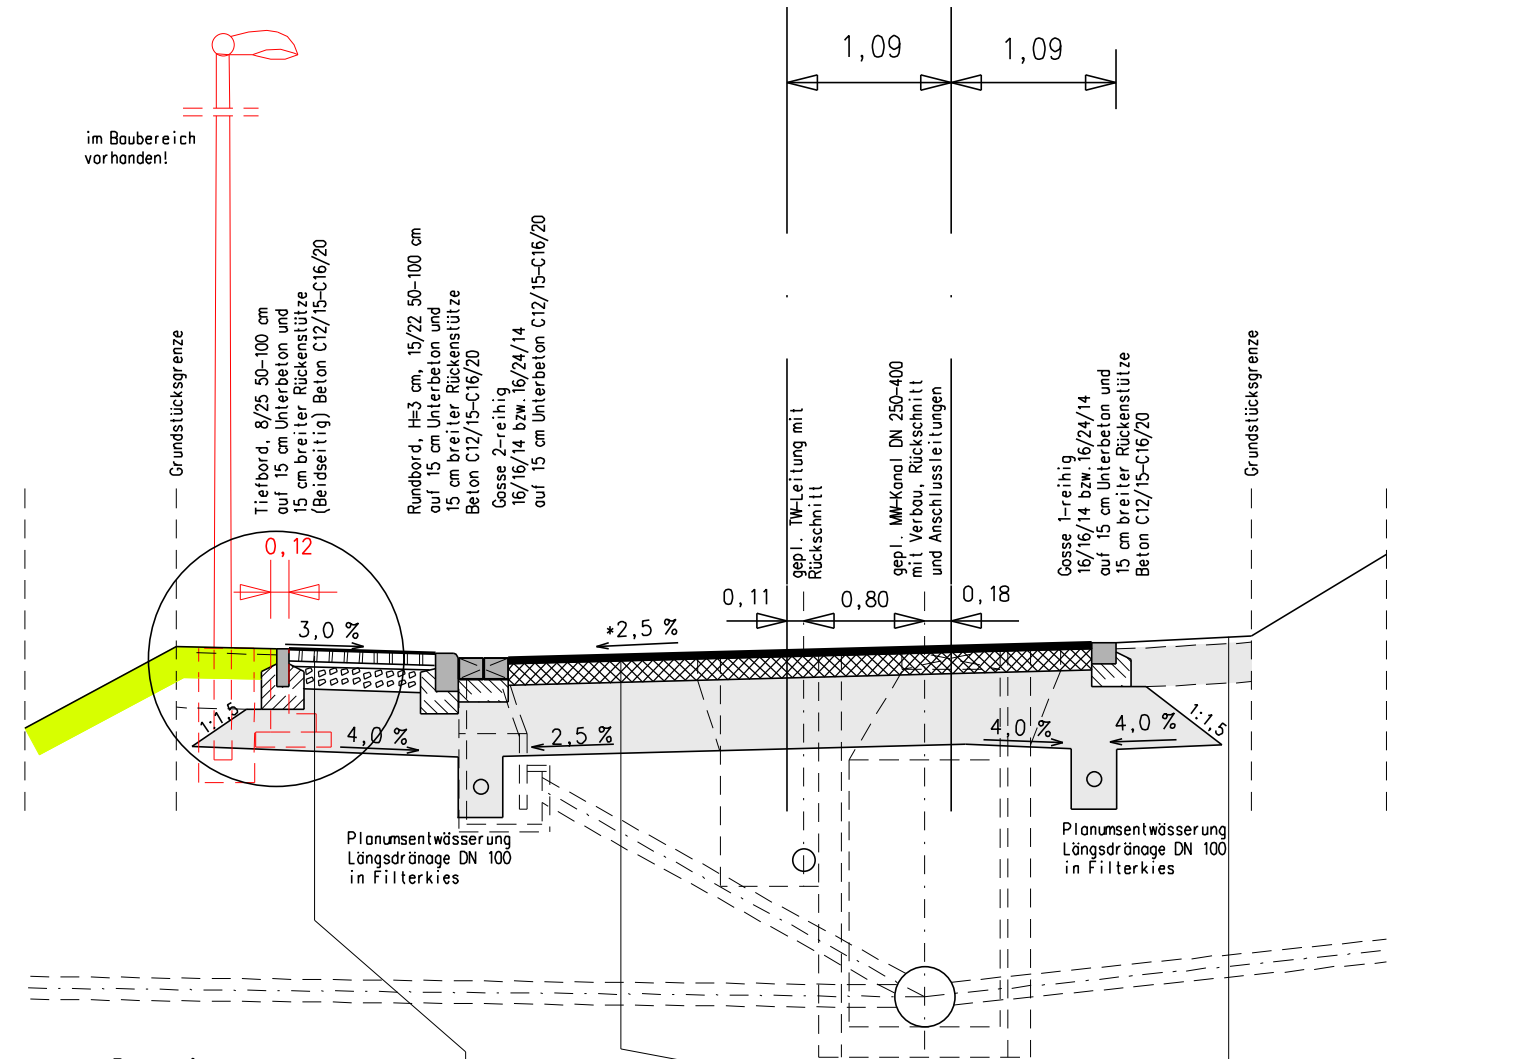 1,09
1,09
im Baubereich
vorhanden!
Grundstücksgrenze
Tiefbord, 8/25 50-100 cm
auf 15 cm Unterbeton und
15 cm breiter Rückenstütze
(Beidseitig) Beton C12/15-C16/20
Rundbord, H=3 cm, 15/22 50-100 cm
auf 15 cm Unterbeton und
15 cm breiter Rückenstütze
Beton C12/15-C16/20
Gosse 2-reihig
16/16/14 bzw. 16/24/14
auf 15 cm Unterbeton C12/15-C16/20
gepl. TW-Leitung mit
Rückschnitt
gepl. MW-Kanal DN 250-400
mit Verbau, Rückschnitt
und Anschlussleitungen
Gosse 1-reihig
16/16/14 bzw. 16/24/14
auf 15 cm Unterbeton und
15 cm breiter Rückenstütze
Beton C12/15-C16/20
Grundstücksgrenze
0,12
0,11
0,80
0,18
3,0 %
*2,5 %
1:1,5
4,0 %
2,5 %
4,0 %
4,0 %
1:1,5
Planumsentwässerung
Längsdränage DN 100
in Filterkies
Planumsentwässerung
Längsdränage DN 100
in Filterkies